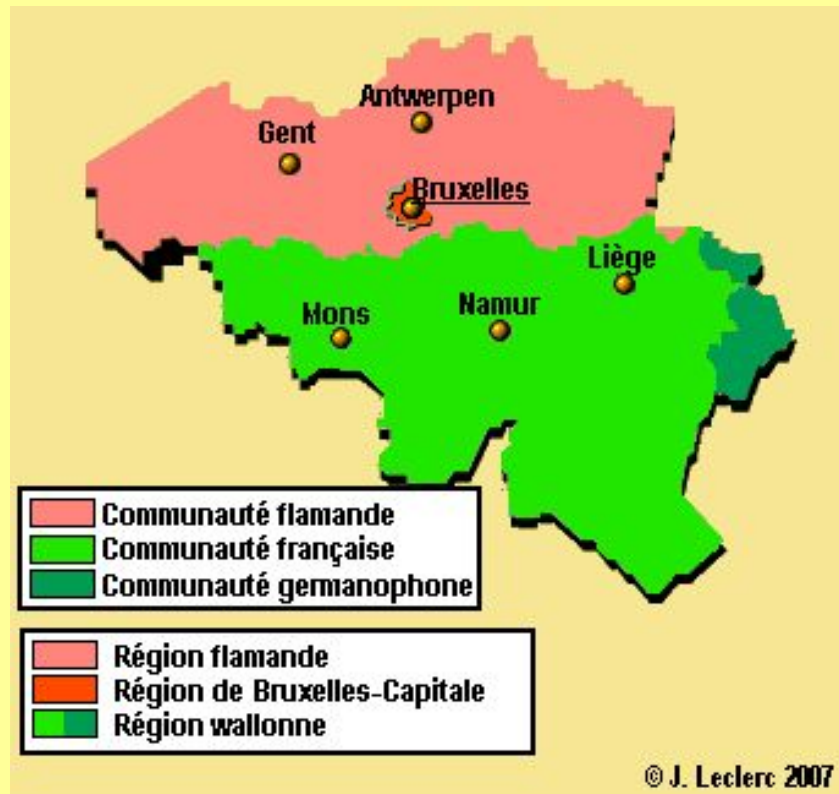 Antwerpen
Gent
Bruxelles
Liège
Namur
Mons
Communauté flamande
Communauté française
Communauté germanophone
Région flamande
Région de Bruxelles-Capitale
Région wallonne
© J. Leclerc 2007